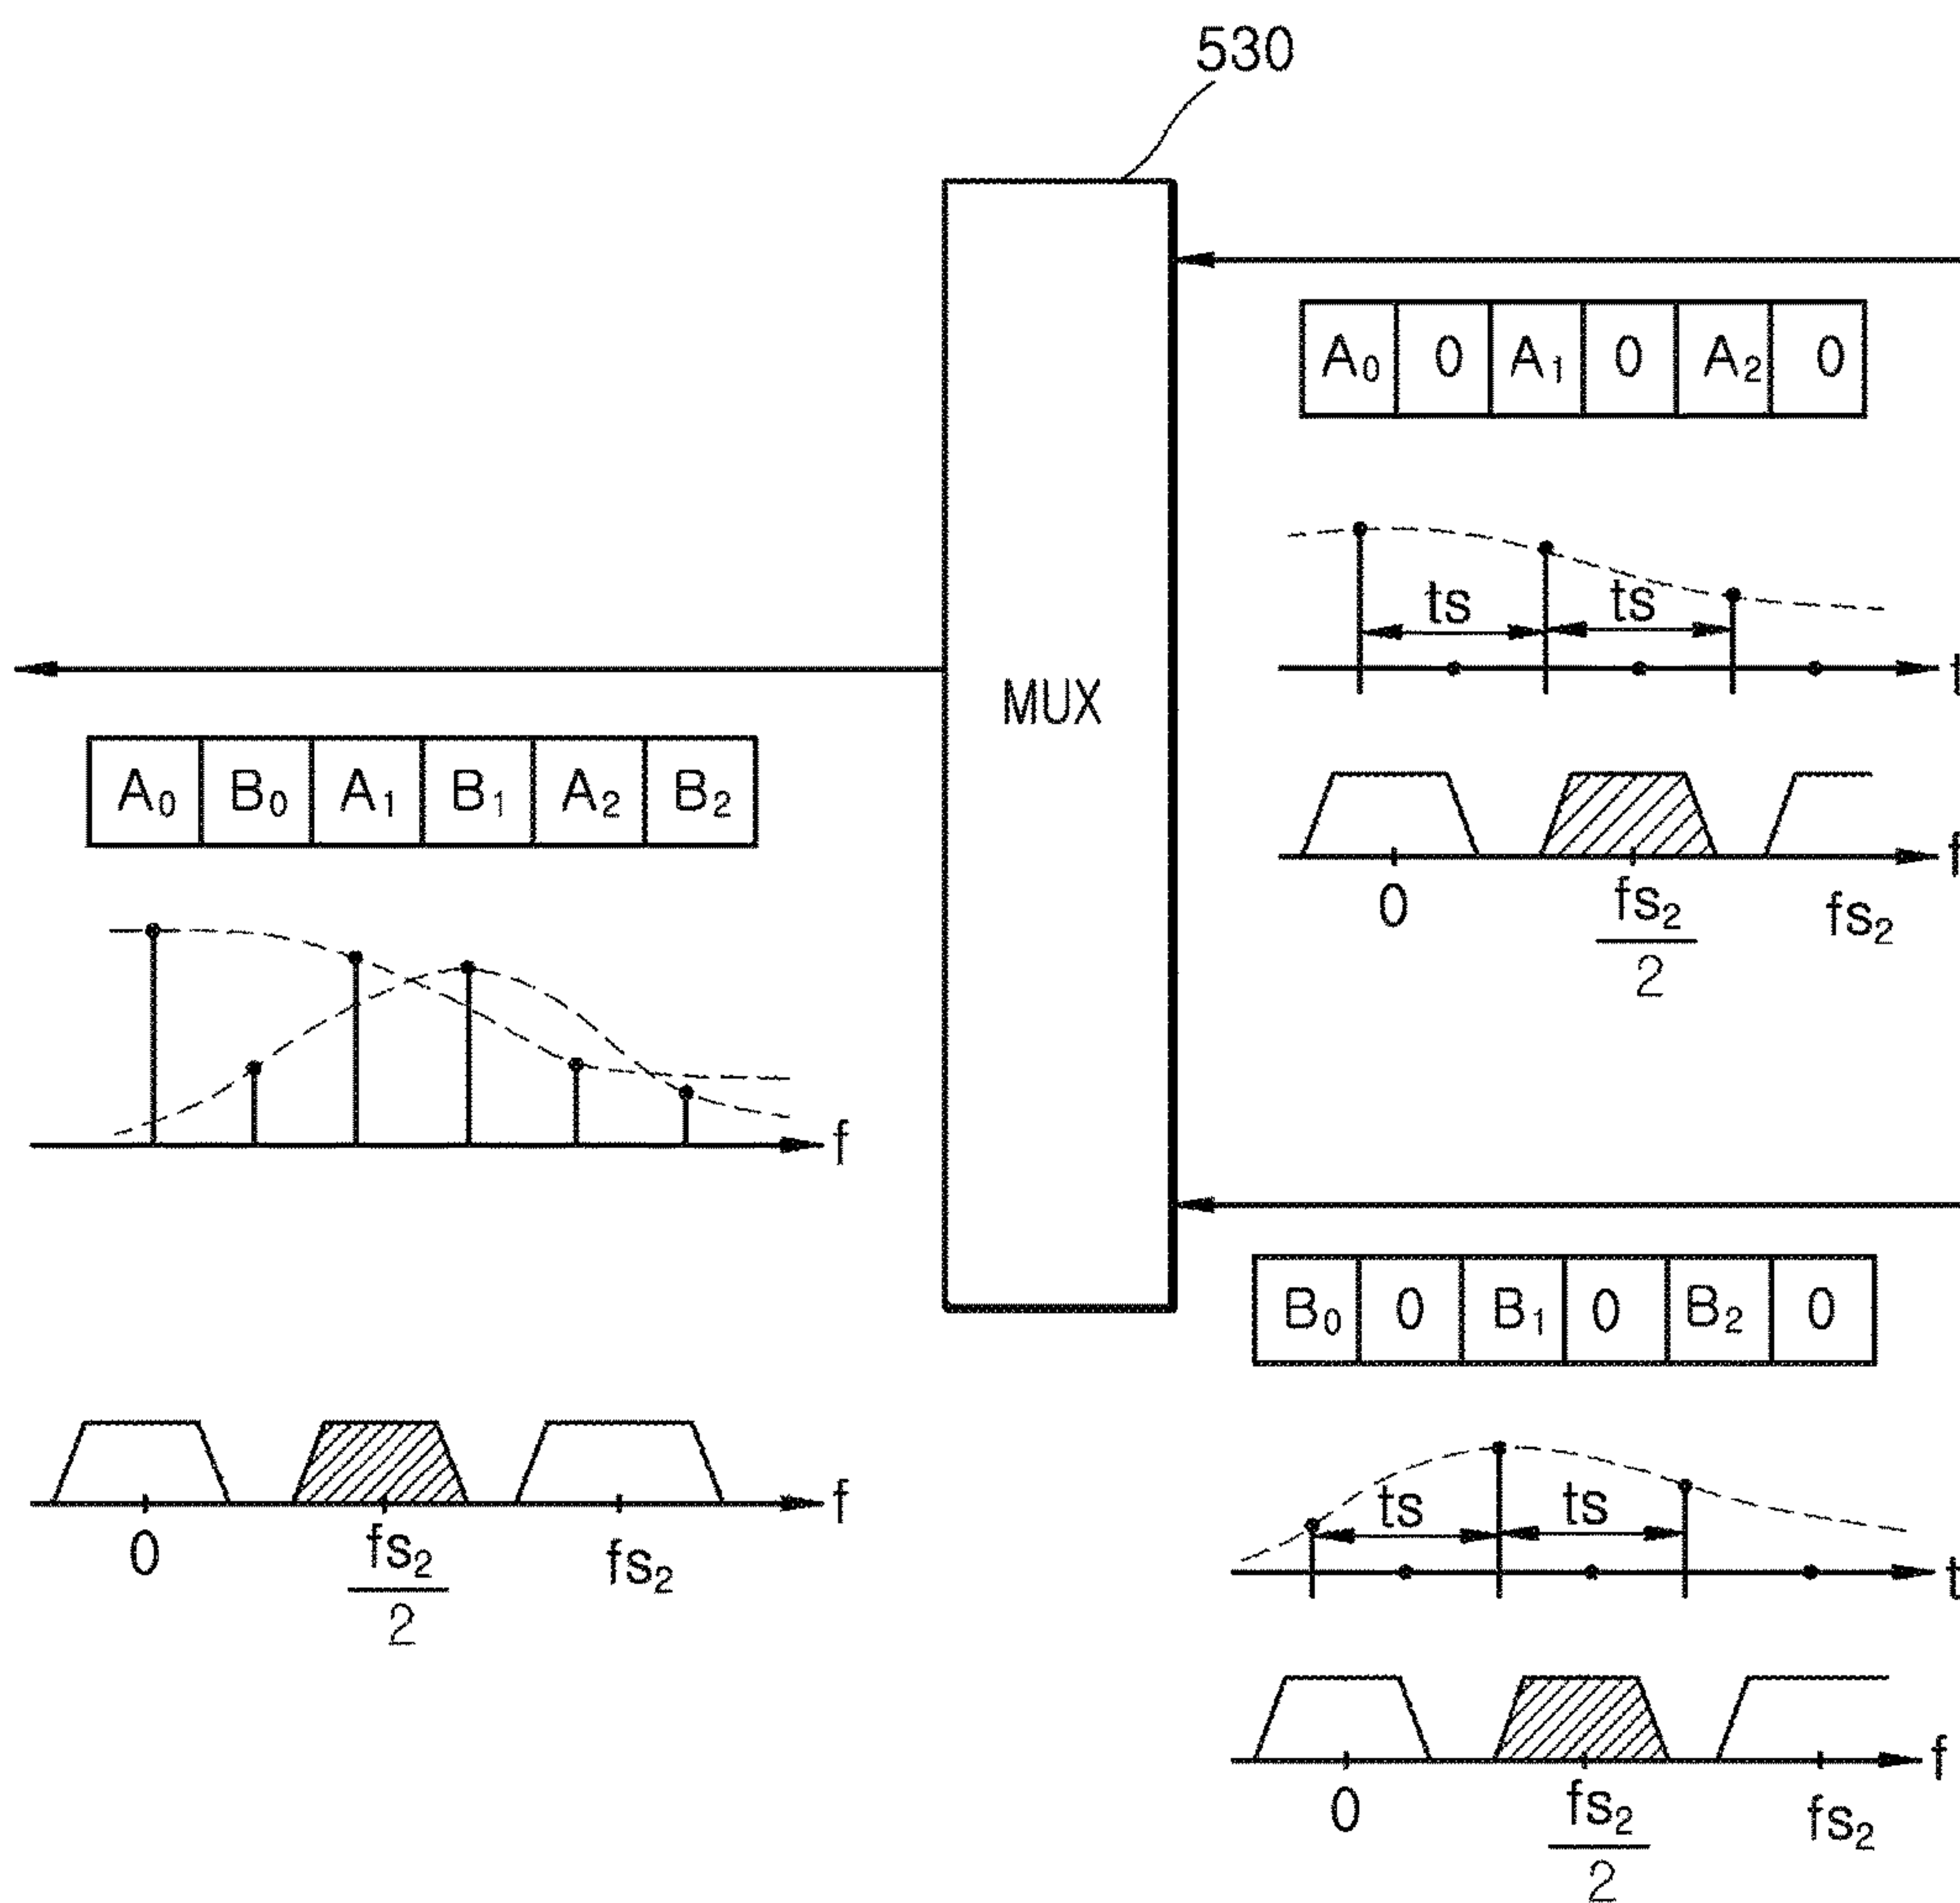 530
MUX
A₀ 0 A₁ 0 A₂ 0
ts ts
t
f
0 fs₂/2 fs₂
A₀ B₀ A₁ B₁ A₂ B₂
f
f
0 fs₂/2 fs₂
B₀ 0 B₁ 0 B₂ 0
ts ts
t
f
0 fs₂/2 fs₂